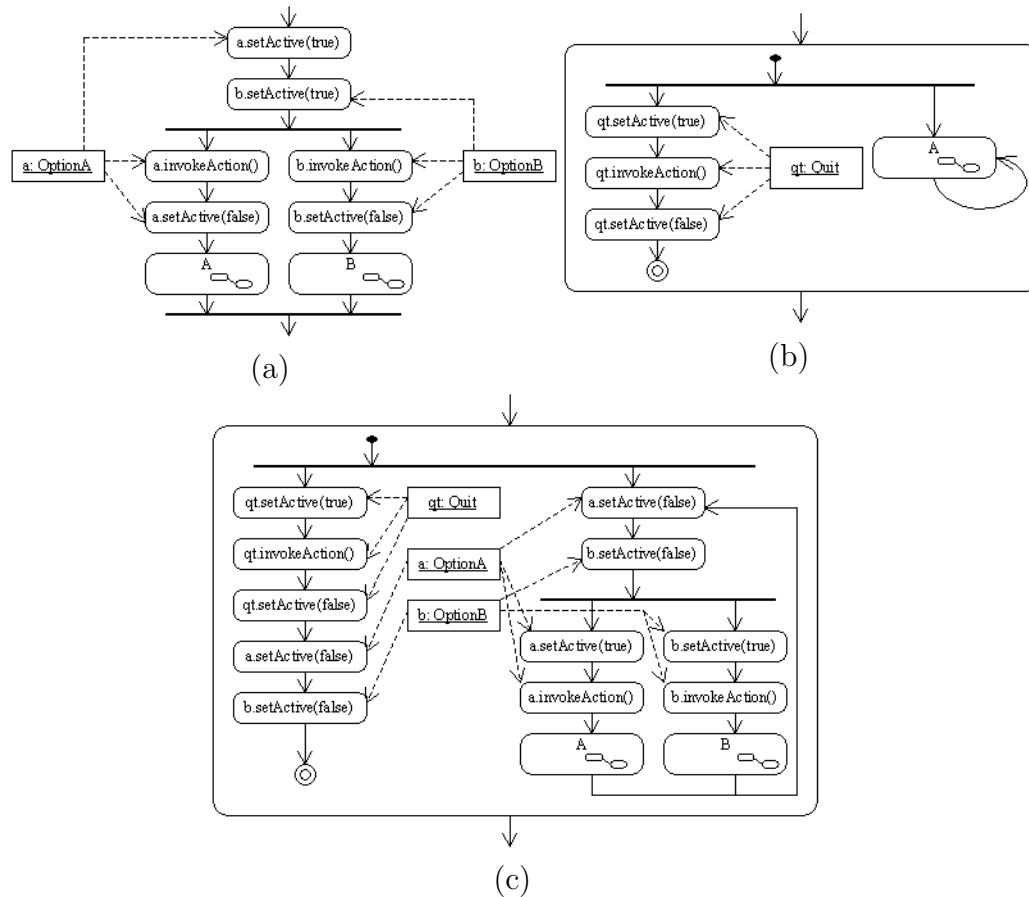 a.setActive(true)
b.setActive(true)
a: OptionA
a.invokeAction()
b.invokeAction()
b: OptionB
a.setActive(false)
b.setActive(false)
A
B
(a)
qt.setActive(true)
A
qt.invokeAction()
qt: Quit
qt.setActive(false)
(b)
qt.setActive(true)
qt: Quit
a.setActive(false)
qt.invokeAction()
a: OptionA
b.setActive(false)
qt.setActive(false)
b: OptionB
a.setActive(false)
a.setActive(true)
b.setActive(true)
b.setActive(false)
a.invokeAction()
b.invokeAction()
A
B
(c)